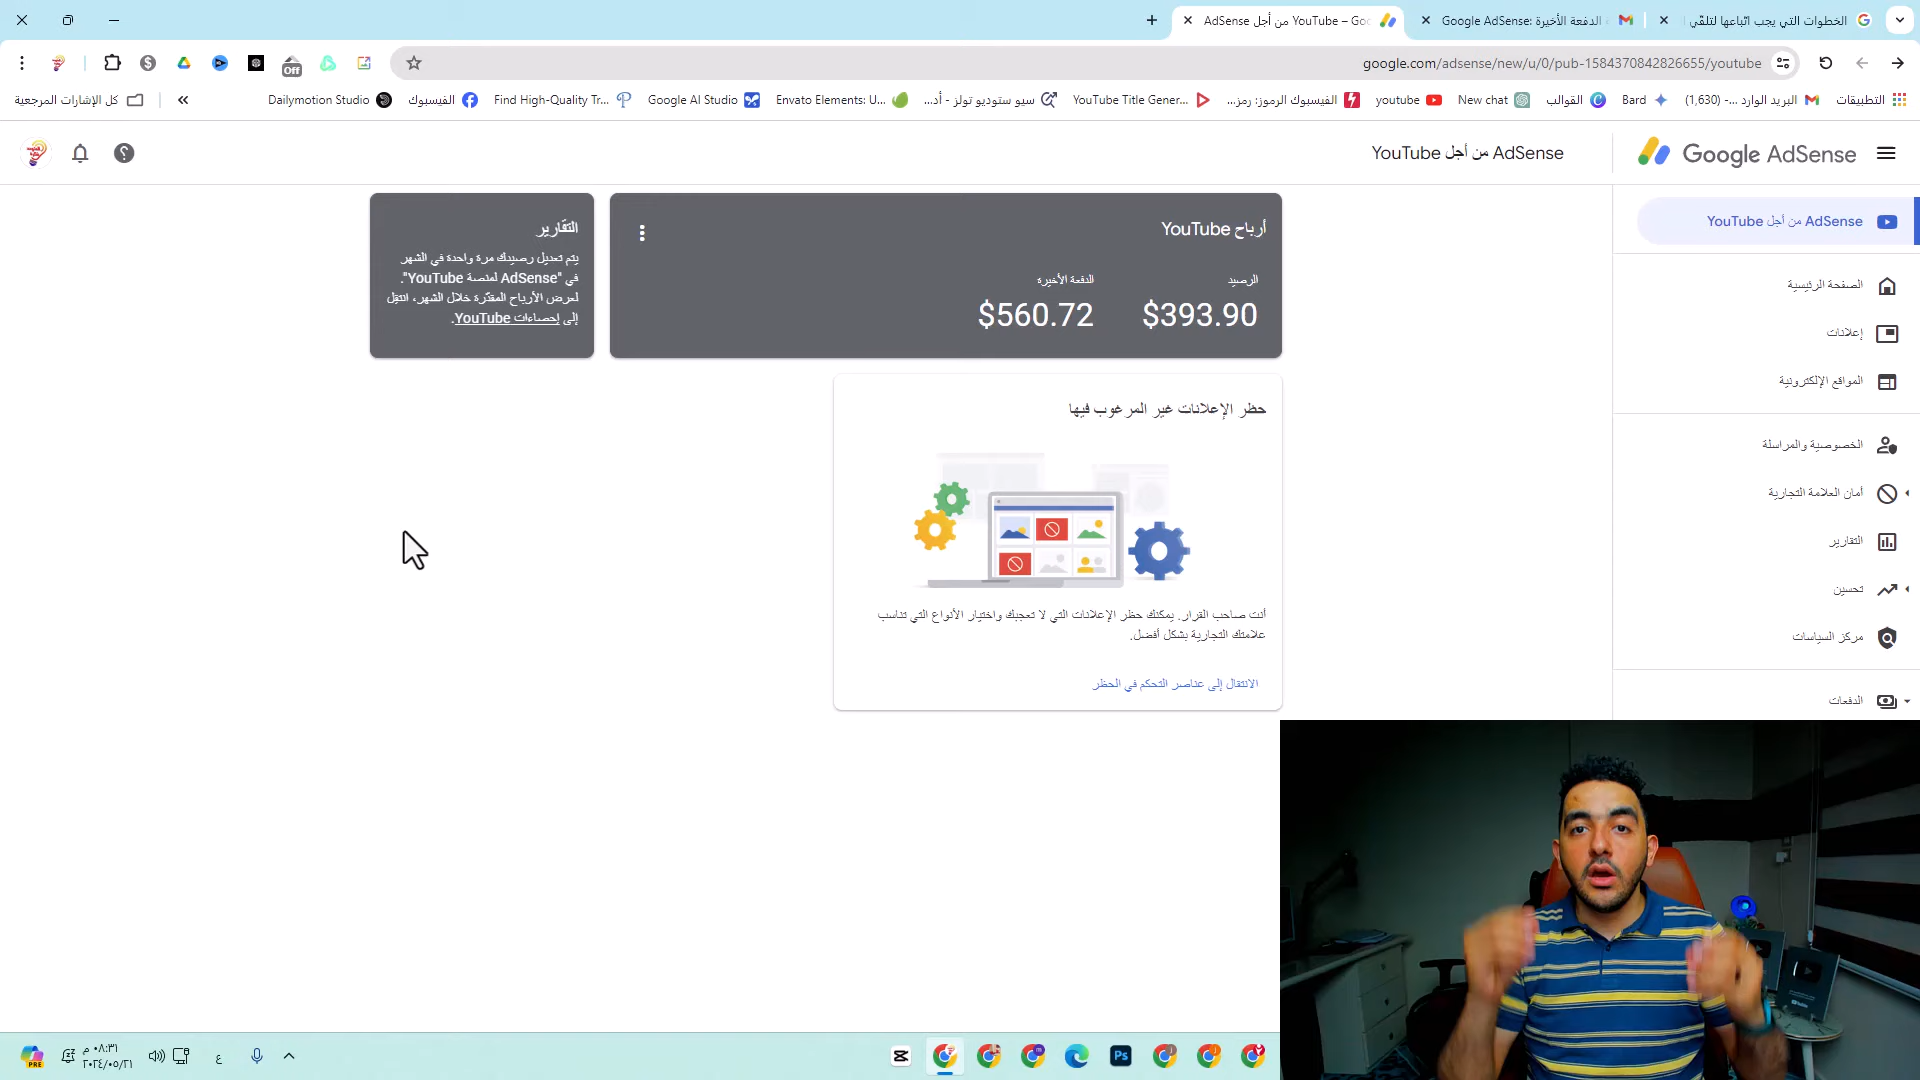 AdSense من أجل YouTube – Goo
Google AdSense: الدفعة الأخيرة
الخطوات التي يجب اتّباعها لتلقّي
google.com/adsense/new/u/0/pub-1584370842826655/youtube
Off
التطبيقات
البريد الوارد -... (1,630)
Bard
القوالب
New chat
youtube
الفيسبوك الرموز: رمز...
YouTube Title Gener...
سيو ستوديو تولز - أد...
Envato Elements: U...
Google AI Studio
Find High-Quality Tr...
الفيسبوك
Dailymotion Studio
كل الإشارات المرجعية
Google AdSense
AdSense من أجل YouTube
AdSense من أجل YouTube
الصفحة الرئيسية
إعلانات
المواقع الإلكترونية
الخصوصية والمراسلة
أمان العلامة التجارية
التقارير
تحسين
مركز السياسات
الدفعات
أرباح YouTube
الرصيد
$393.90
الدفعة الأخيرة
$560.72
التقارير
يتم تعديل رصيدك مرة واحدة في الشهر
في "AdSense لمنصة YouTube".
لعرض الأرباح المقدّرة خلال الشهر، انتقِل
إلى إحصاءات YouTube.
حظر الإعلانات غير المرغوب فيها
أنت صاحب القرار. يمكنك حظر الإعلانات التي لا تعجبك واختيار الأنواع التي تناسب
علامتك التجارية بشكل أفضل.
الانتقال إلى عناصر التحكم في الحظر
Ps
ع
٠٨:٣١ م
٢٠٢٤/٠٥/٢١
PRE